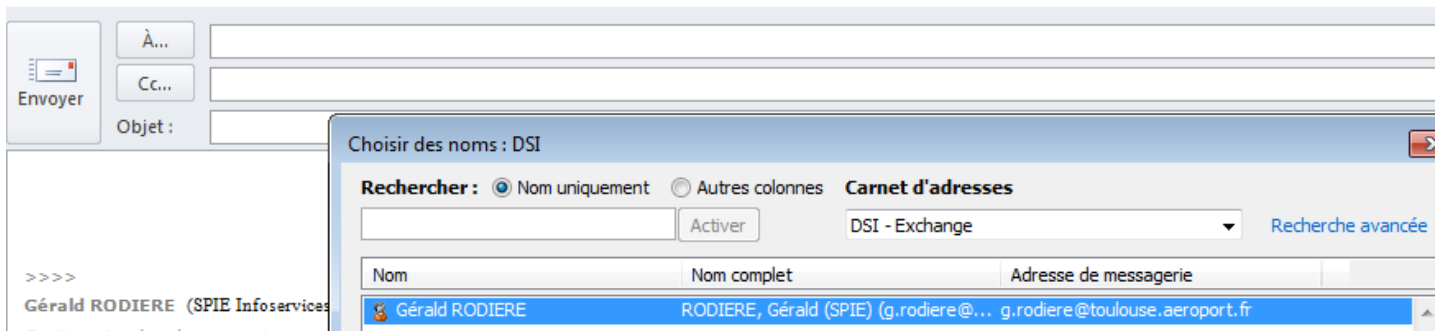 À...
Envoyer
Cc...
Objet :
Choisir des noms : DSI
Rechercher : Nom uniquement Autres colonnes Carnet d'adresses
Activer DSI - Exchange Recherche avancée
Nom Nom complet Adresse de messagerie
Gérald RODIERE RODIERE, Gérald (SPIE) (g.rodiere@... g.rodiere@toulouse.aeroport.fr
>>>>
Gérald RODIERE (SPIE Infoservices